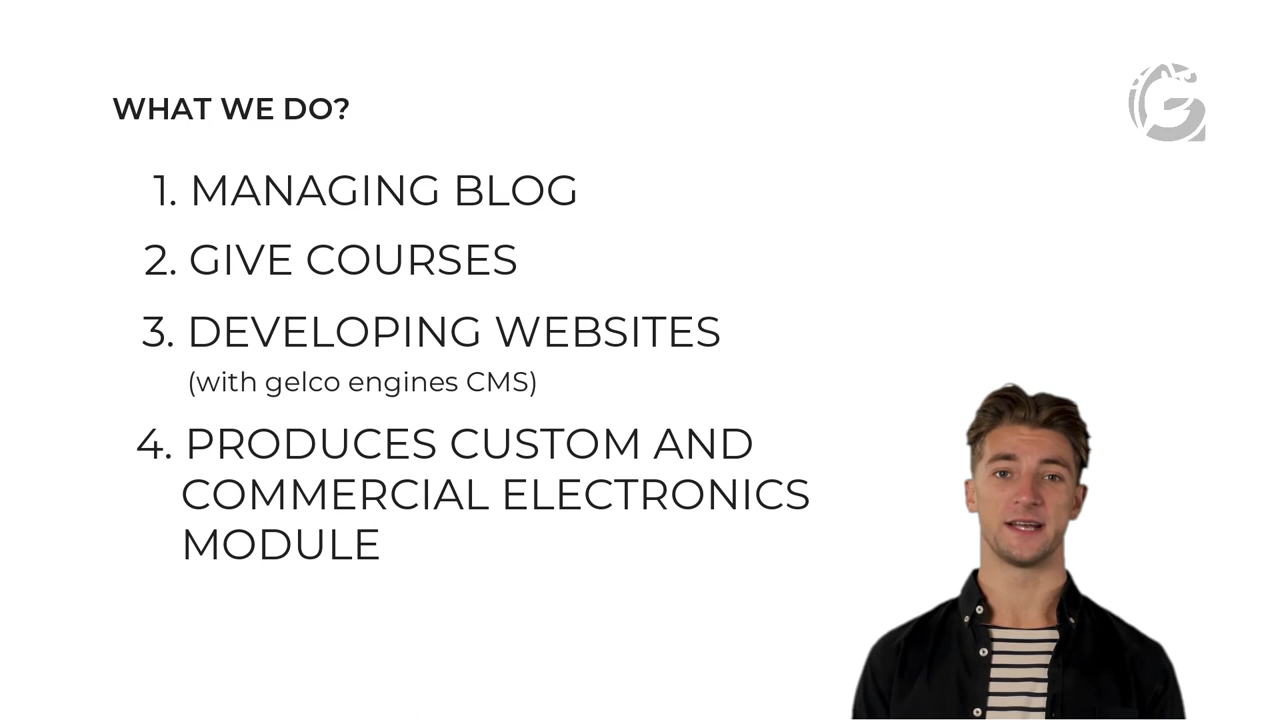 WHAT WE DO?
1. MANAGING BLOG
2. GIVE COURSES
3. DEVELOPING WEBSITES
(with gelco engines CMS)
4. PRODUCES CUSTOM AND
COMMERCIAL ELECTRONICS
MODULE